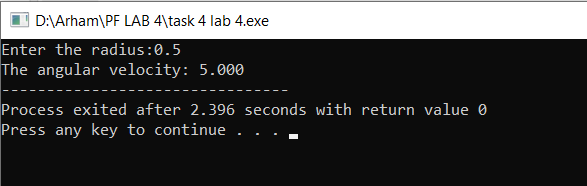 D:\Arham\PF LAB 4\task 4 lab 4.exe
Enter the radius:0.5
The angular velocity: 5.000
--------------------------------
Process exited after 2.396 seconds with return value 0
Press any key to continue . . .